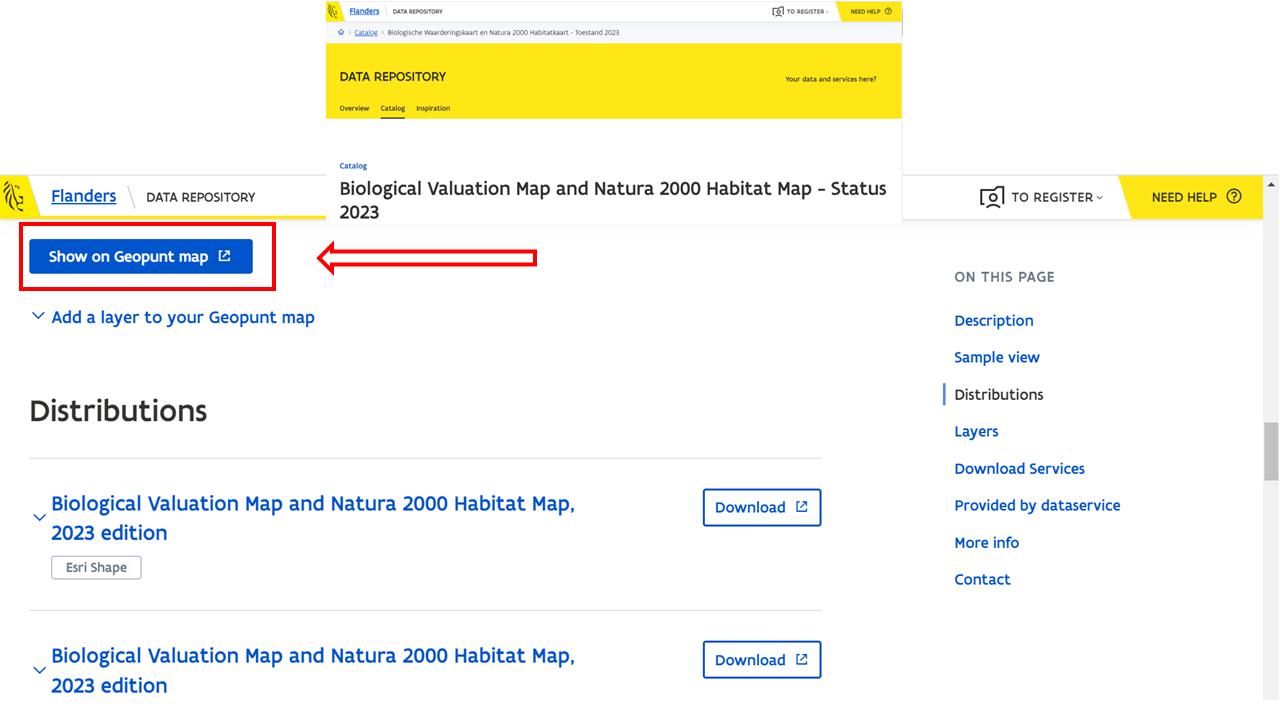 Flanders DATA REPOSITORY TO REGISTER NEED HELP
Catalog > Biologische Waarderingskaart en Natura 2000 Habitatkaart - Toestand 2023
DATA REPOSITORY
Your data and services here?
Overview Catalog Inspiration
Catalog
Biological Valuation Map and Natura 2000 Habitat Map - Status
2023
Flanders DATA REPOSITORY TO REGISTER NEED HELP
Show on Geopunt map
Add a layer to your Geopunt map
Distributions
Biological Valuation Map and Natura 2000 Habitat Map,
2023 edition
Download
Esri Shape
Biological Valuation Map and Natura 2000 Habitat Map,
2023 edition
Download
ON THIS PAGE
Description
Sample view
Distributions
Layers
Download Services
Provided by dataservice
More info
Contact